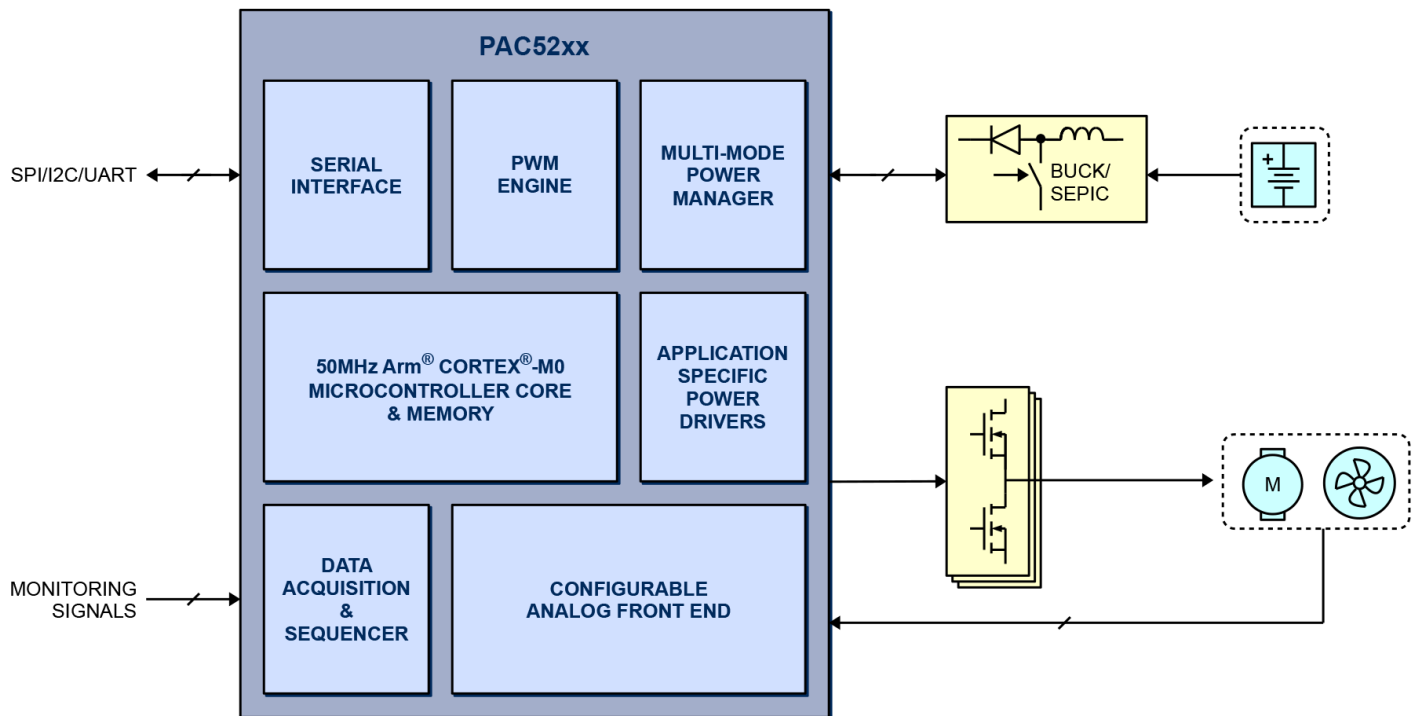 PAC52xx
SERIAL
INTERFACE
PWM
ENGINE
MULTI-MODE
POWER
MANAGER
SPI/I2C/UART
BUCK/
SEPIC
+
50MHz Arm® CORTEX®-M0
MICROCONTROLLER CORE
& MEMORY
APPLICATION
SPECIFIC
POWER
DRIVERS
M
MONITORING
SIGNALS
DATA
ACQUISITION
&
SEQUENCER
CONFIGURABLE
ANALOG FRONT END